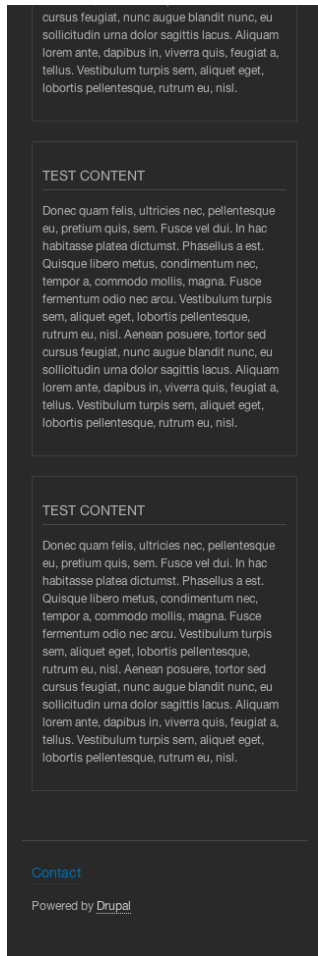 cursus feugiat, nunc augue blandit nunc, eu
sollicitudin urna dolor sagittis lacus. Aliquam
lorem ante, dapibus in, viverra quis, feugiat a,
tellus. Vestibulum turpis sem, aliquet eget,
lobortis pellentesque, rutrum eu, nisl.
TEST CONTENT
Donec quam felis, ultricies nec, pellentesque
eu, pretium quis, sem. Fusce vel dui. In hac
habitasse platea dictumst. Phasellus a est.
Quisque libero metus, condimentum nec,
tempor a, commodo mollis, magna. Fusce
fermentum odio nec arcu. Vestibulum turpis
sem, aliquet eget, lobortis pellentesque,
rutrum eu, nisl. Aenean posuere, tortor sed
cursus feugiat, nunc augue blandit nunc, eu
sollicitudin urna dolor sagittis lacus. Aliquam
lorem ante, dapibus in, viverra quis, feugiat a,
tellus. Vestibulum turpis sem, aliquet eget,
lobortis pellentesque, rutrum eu, nisl.
TEST CONTENT
Donec quam felis, ultricies nec, pellentesque
eu, pretium quis, sem. Fusce vel dui. In hac
habitasse platea dictumst. Phasellus a est.
Quisque libero metus, condimentum nec,
tempor a, commodo mollis, magna. Fusce
fermentum odio nec arcu. Vestibulum turpis
sem, aliquet eget, lobortis pellentesque,
rutrum eu, nisl. Aenean posuere, tortor sed
cursus feugiat, nunc augue blandit nunc, eu
sollicitudin urna dolor sagittis lacus. Aliquam
lorem ante, dapibus in, viverra quis, feugiat a,
tellus. Vestibulum turpis sem, aliquet eget,
lobortis pellentesque, rutrum eu, nisl.
Contact
Powered by Drupal